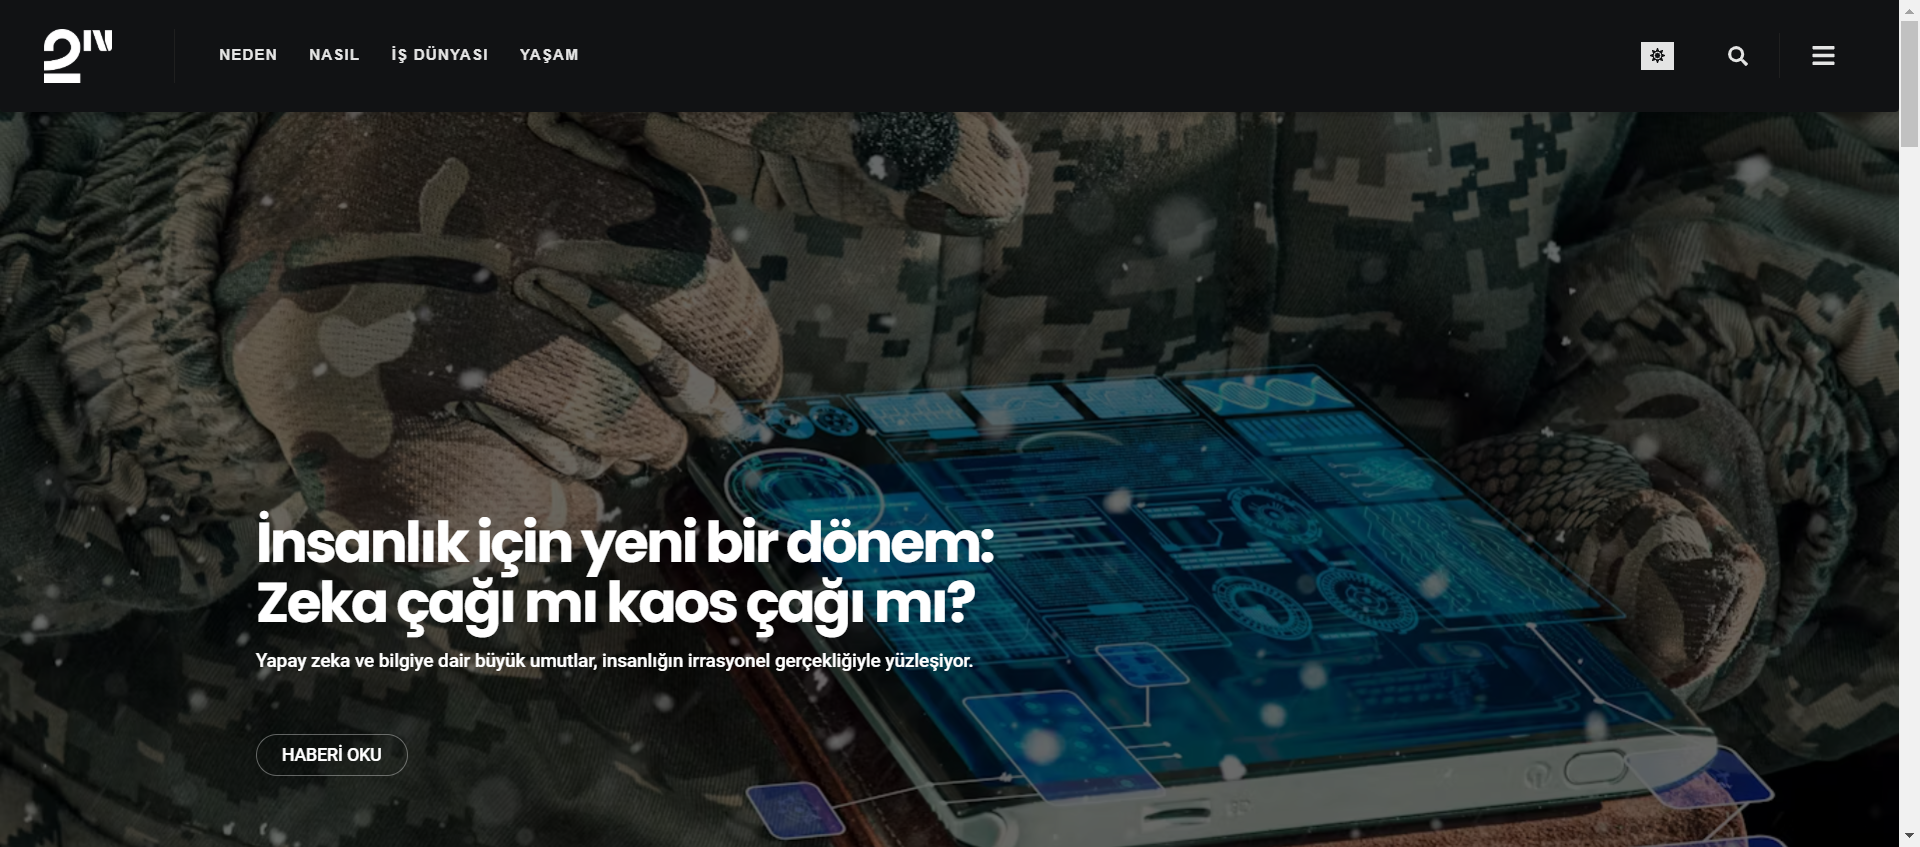 2IN
NEDEN NASIL İŞ DÜNYASI YAŞAM
İnsanlık için yeni bir dönem:
Zeka çağı mı kaos çağı mı?
Yapay zeka ve bilgiye dair büyük umutlar, insanlığın irrasyonel gerçekliğiyle yüzleşiyor.
HABERİ OKU